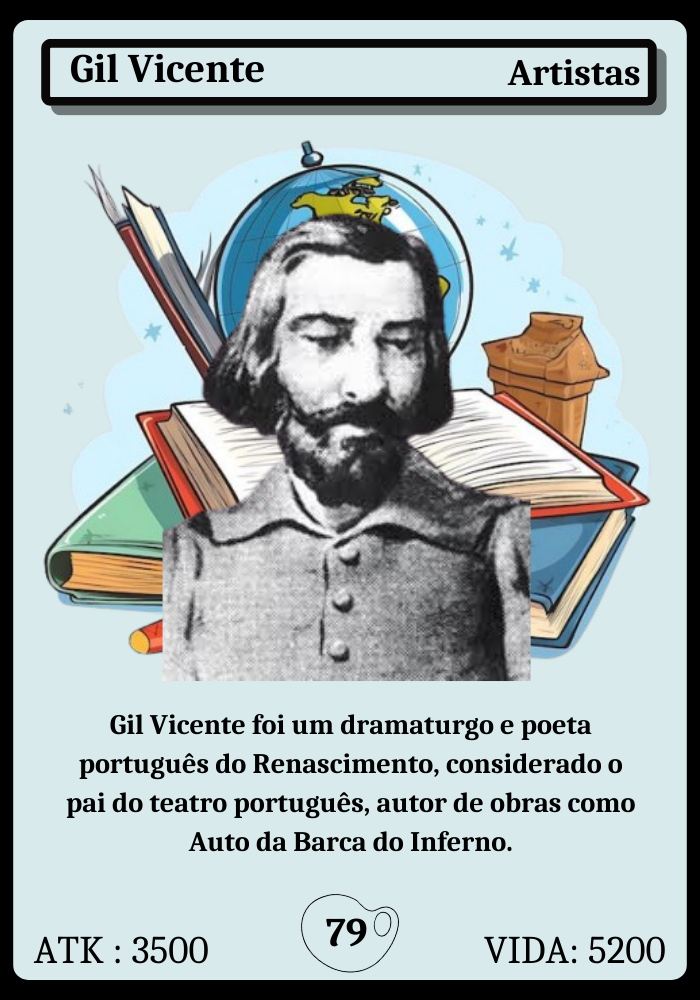 Gil Vicente
Artistas
Gil Vicente foi um dramaturgo e poeta
português do Renascimento, considerado o
pai do teatro português, autor de obras como
Auto da Barca do Inferno.
ATK : 3500
79
VIDA: 5200